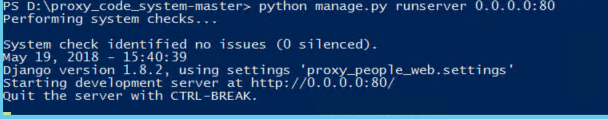 PS D:\proxy_code_system-master> python manage.py runserver 0.0.0.0:80
Performing system checks...
System check identified no issues (0 silenced).
May 19, 2018 - 15:40:39
Django version 1.8.2, using settings 'proxy_people_web.settings'
Starting development server at http://0.0.0.0:80/
Quit the server with CTRL-BREAK.